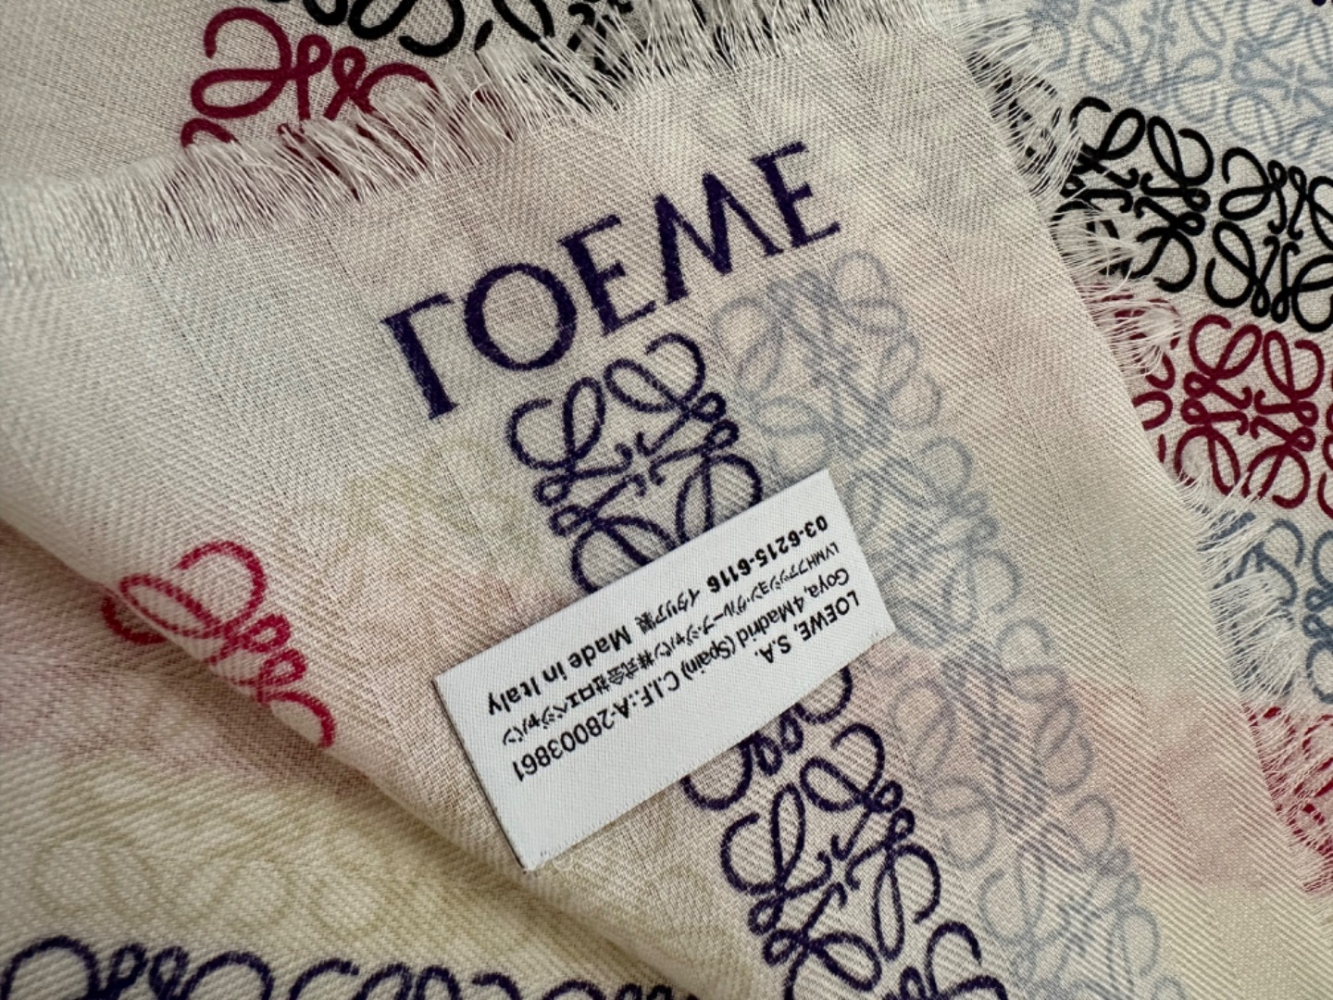 LOEWE
LOEWE, S.A.
Goya, 4 Madrid (Spain) C.I.F.: A-28003861
LVMHファッション・グループ・ジャパン株式会社ロエベジャパン
03-6215-6116 イタリア製 Made in Italy